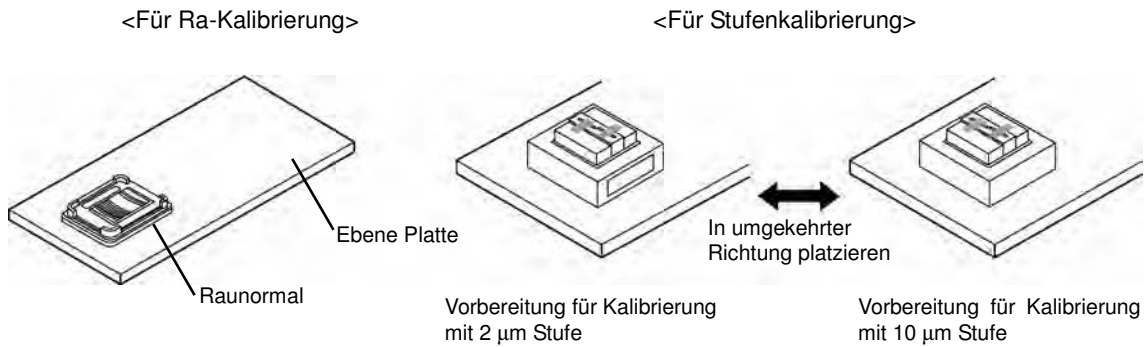 <Für Ra-Kalibrierung>
<Für Stufenkalibrierung>
Ebene Platte
Raunormal
In umgekehrter
Richtung platzieren
Vorbereitung für Kalibrierung
mit 2 μm Stufe
Vorbereitung für Kalibrierung
mit 10 μm Stufe